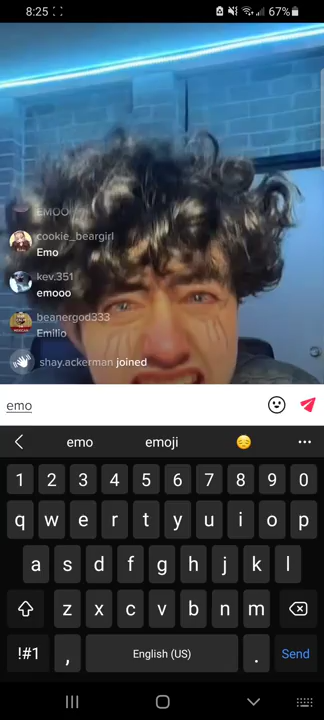 8:25
67%
EMOO
cookie_beargirl
Emo
kev.351
emooo
beanergod333
Emilio
shay.ackerman joined
emo
emo emoji
1 2 3 4 5 6 7 8 9 0
q w e r t y u i o p
a s d f g h j k l
z x c v b n m
!#1 , English (US) . Send